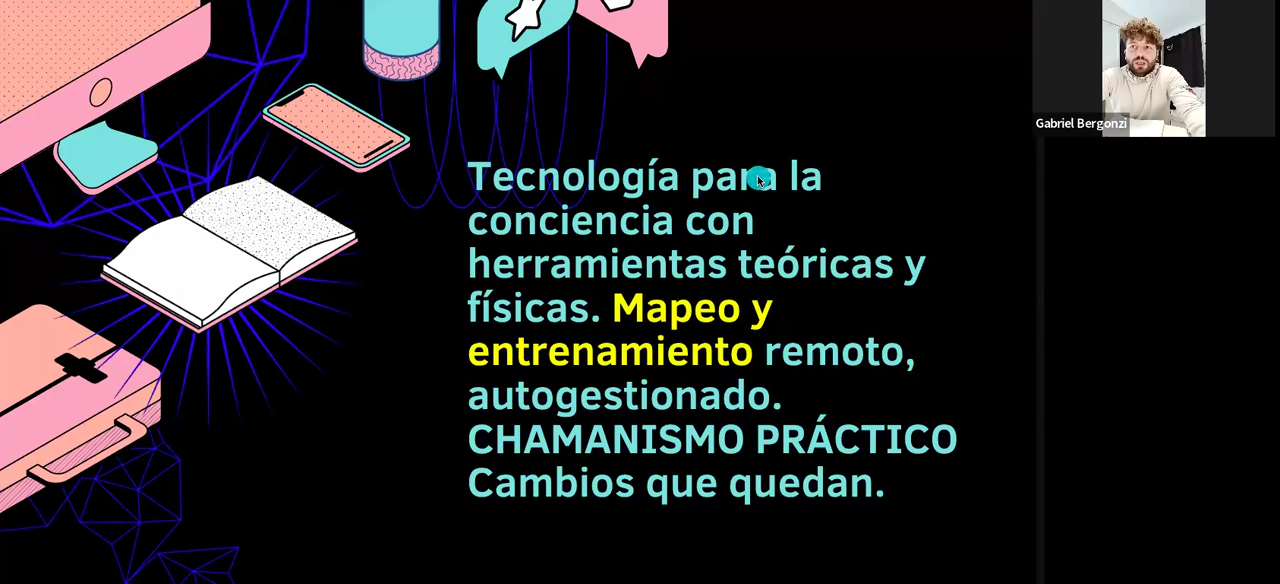 Tecnología para la
conciencia con
herramientas teóricas y
físicas. Mapeo y
entrenamiento remoto,
autogestionado.
CHAMANISMO PRÁCTICO
Cambios que quedan.
Gabriel Bergonzi